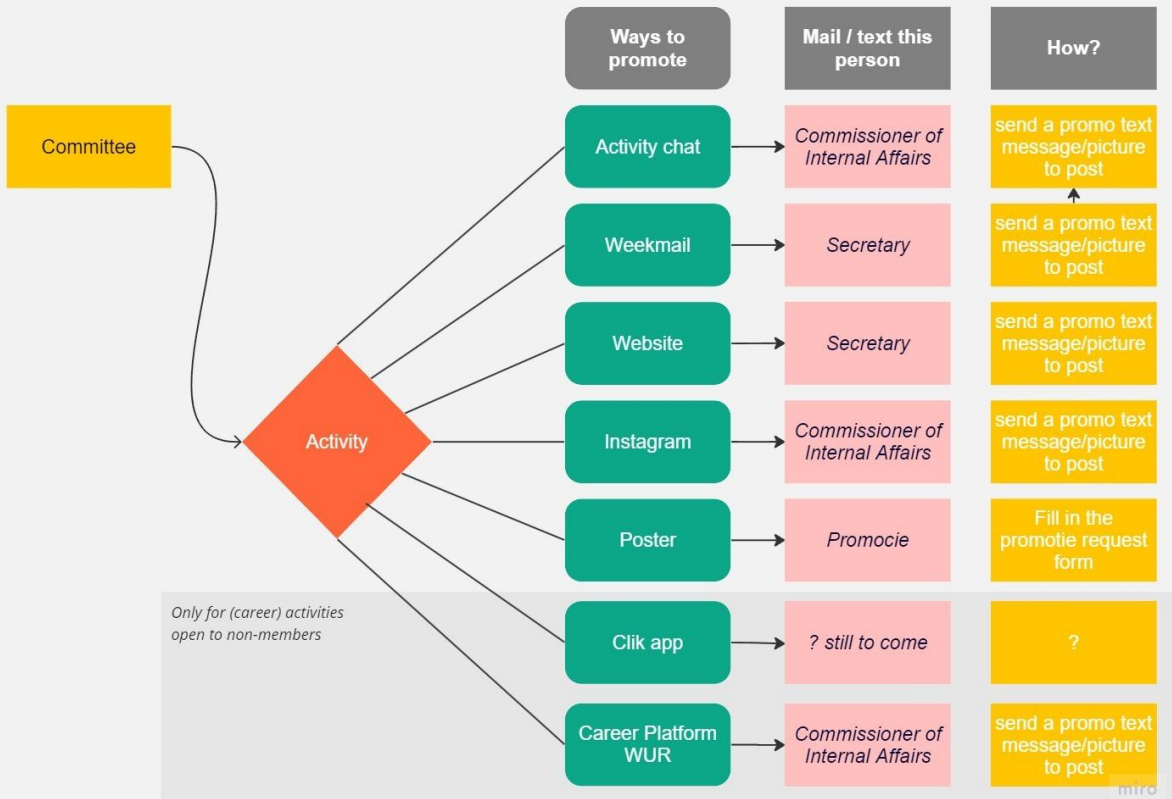 Ways to
promote
Mail / text this
person
How?
Committee
Activity chat
Commissioner of
Internal Affairs
send a promo text
message/picture
to post
Weekmail
Secretary
send a promo text
message/picture
to post
Website
Secretary
send a promo text
message/picture
to post
Activity
Instagram
Commissioner of
Internal Affairs
send a promo text
message/picture
to post
Poster
Promocie
Fill in the
promotie request
form
Only for (career) activities
open to non-members
Clik app
? still to come
?
Career Platform
WUR
Commissioner of
Internal Affairs
send a promo text
message/picture
to post
miro